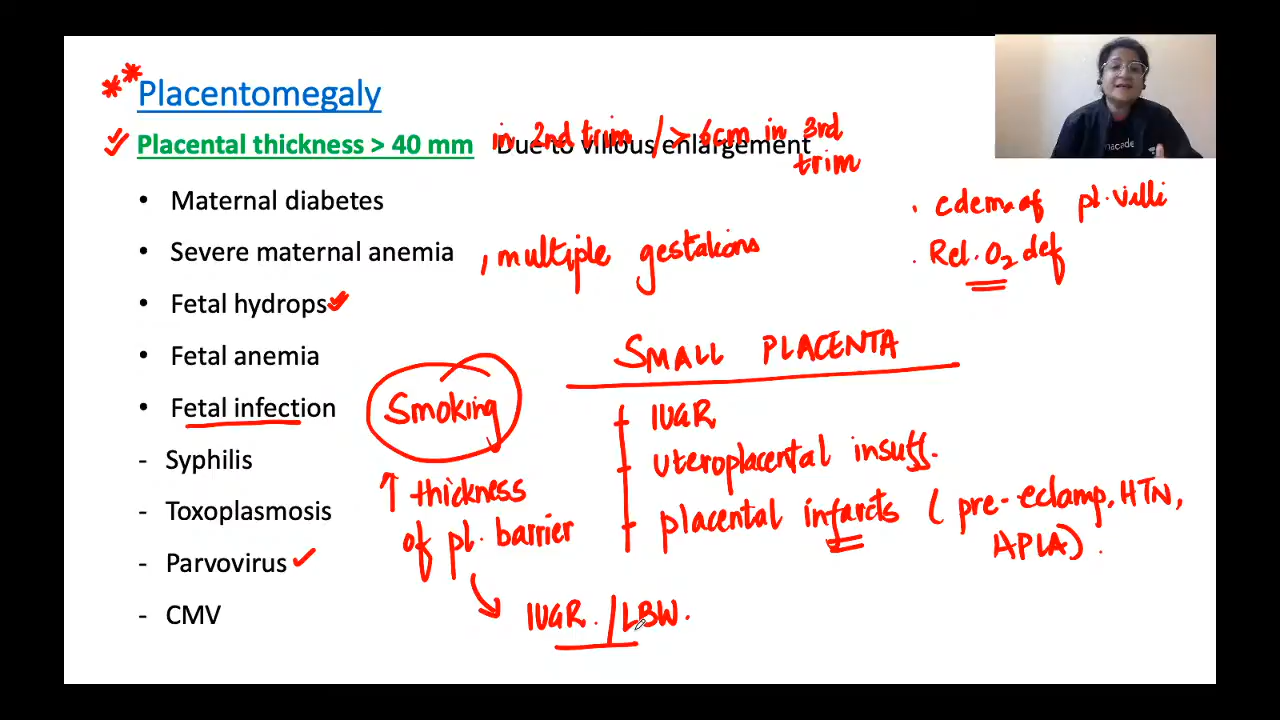 ** Placentomegaly
Placental thickness > 40 mm in 2nd trim / > 6cm in 3rd trim
Due to villous enlargement
• Maternal diabetes
• Severe maternal anemia , multiple gestations
• Fetal hydrops
• Fetal anemia
• Fetal infection
- Syphilis
- Toxoplasmosis
- Parvovirus
- CMV
. edema of pl. villi
. Rel. O2 def
SMALL PLACENTA
- IUGR
- uteroplacental insuff.
- placental infarcts ( pre-eclamp, HTN,
APLA) .
Smoking
↑ thickness
of pl. barrier
IUGR. / LBW.